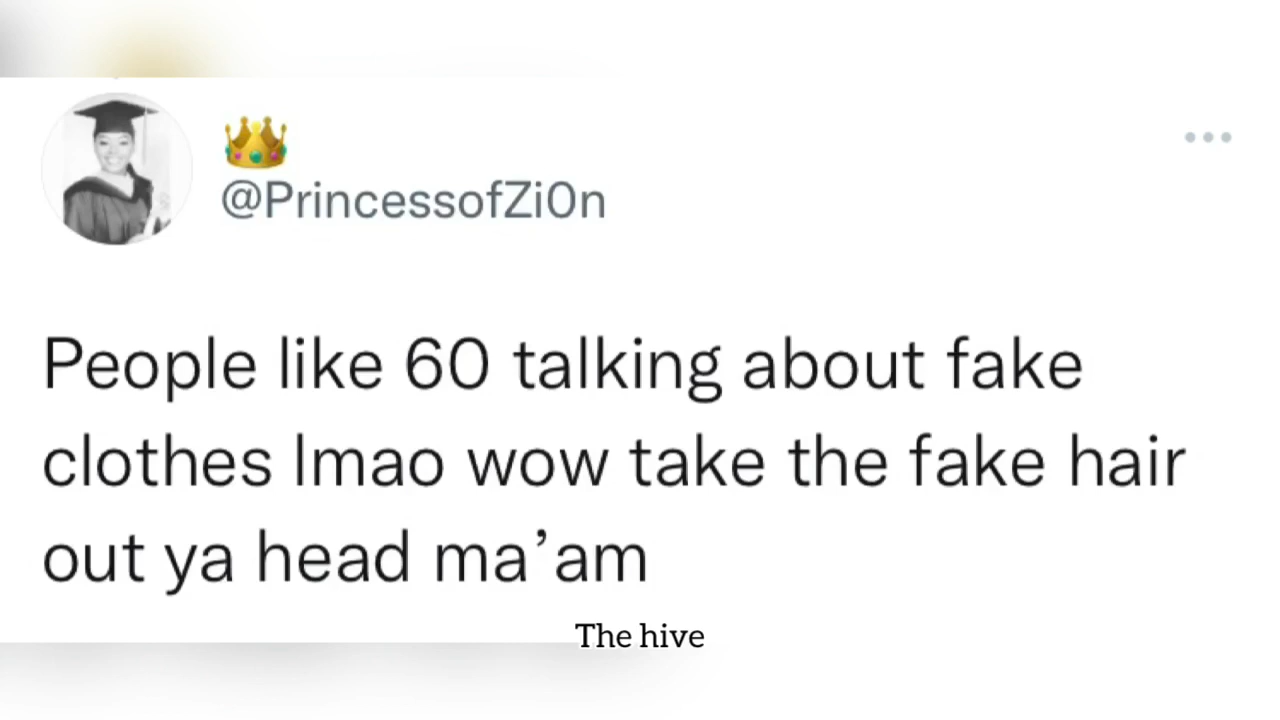 👑
@PrincessofZi0n
People like 60 talking about fake
clothes lmao wow take the fake hair
out ya head ma’am
The hive